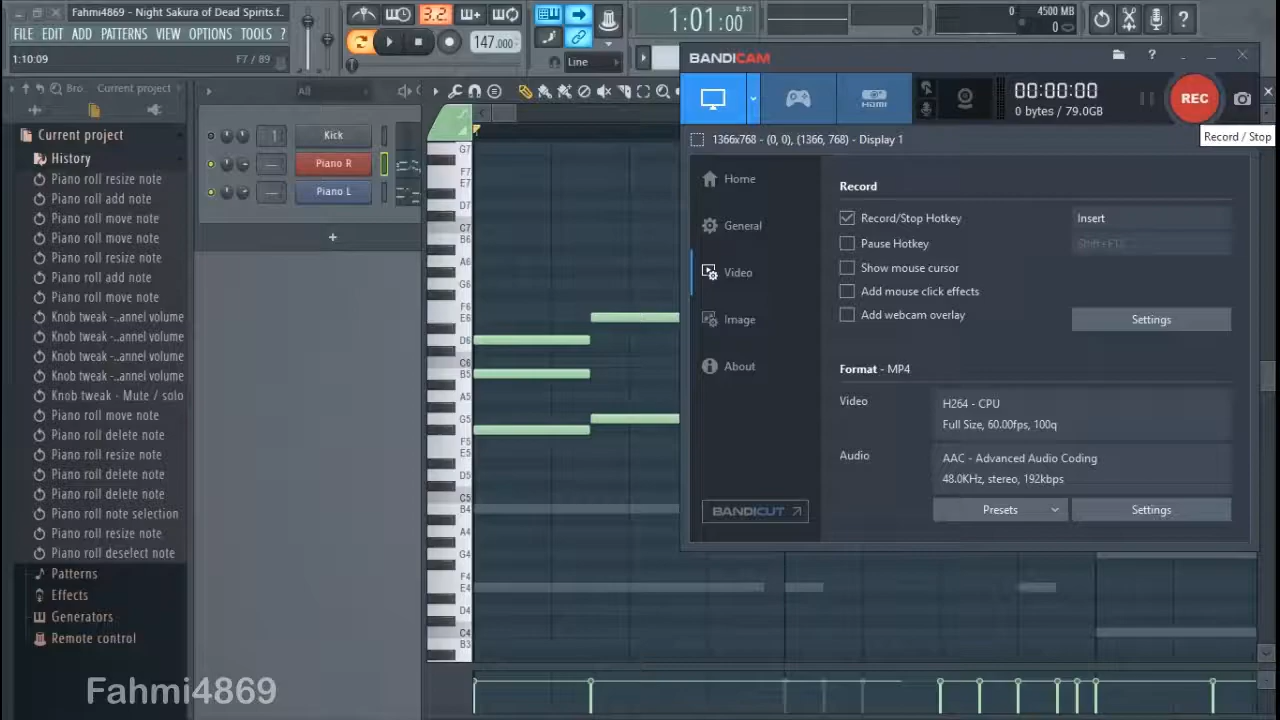 Fahmi4869 - Night Sakura of Dead Spirits.f..
FILE EDIT ADD PATTERNS VIEW OPTIONS TOOLS ?
1:10:09 F7 / 89
3.2
147.000
Line
1:01:00
B:S:T
0 4500 MB
0
Bro.. Current project
All
Current project
History
Piano roll resize note
Piano roll add note
Piano roll move note
Piano roll move note
Piano roll resize note
Piano roll add note
Piano roll move note
Knob tweak -..annel volume
Knob tweak -..annel volume
Knob tweak -..annel volume
Knob tweak -..annel volume
Knob tweak - Mute / solo
Piano roll move note
Piano roll delete note
Piano roll resize note
Piano roll delete note
Piano roll delete note
Piano roll note selection
Piano roll resize note
Piano roll deselect note
Patterns
Effects
Generators
Remote control
1 Kick
Piano R
Piano L
+
G7
F7
E7
D7
C7
B6
A6
G6
F6
E6
D6
C6
B5
A5
G5
F5
E5
D5
C5
B4
A4
G4
F4
E4
D4
C4
B3
BANDICAM
HDMI
00:00:00
0 bytes / 79.0GB
REC
Record / Stop
1366x768 - (0, 0), (1366, 768) - Display 1
Home
General
Video
Image
About
BANDICUT
Record
Record/Stop Hotkey Insert
Pause Hotkey
Show mouse cursor
Add mouse click effects
Add webcam overlay Settings
Format - MP4
Video H264 - CPU
Full Size, 60.00fps, 100q
Audio AAC - Advanced Audio Coding
48.0KHz, stereo, 192kbps
Presets Settings
Fahmi4869